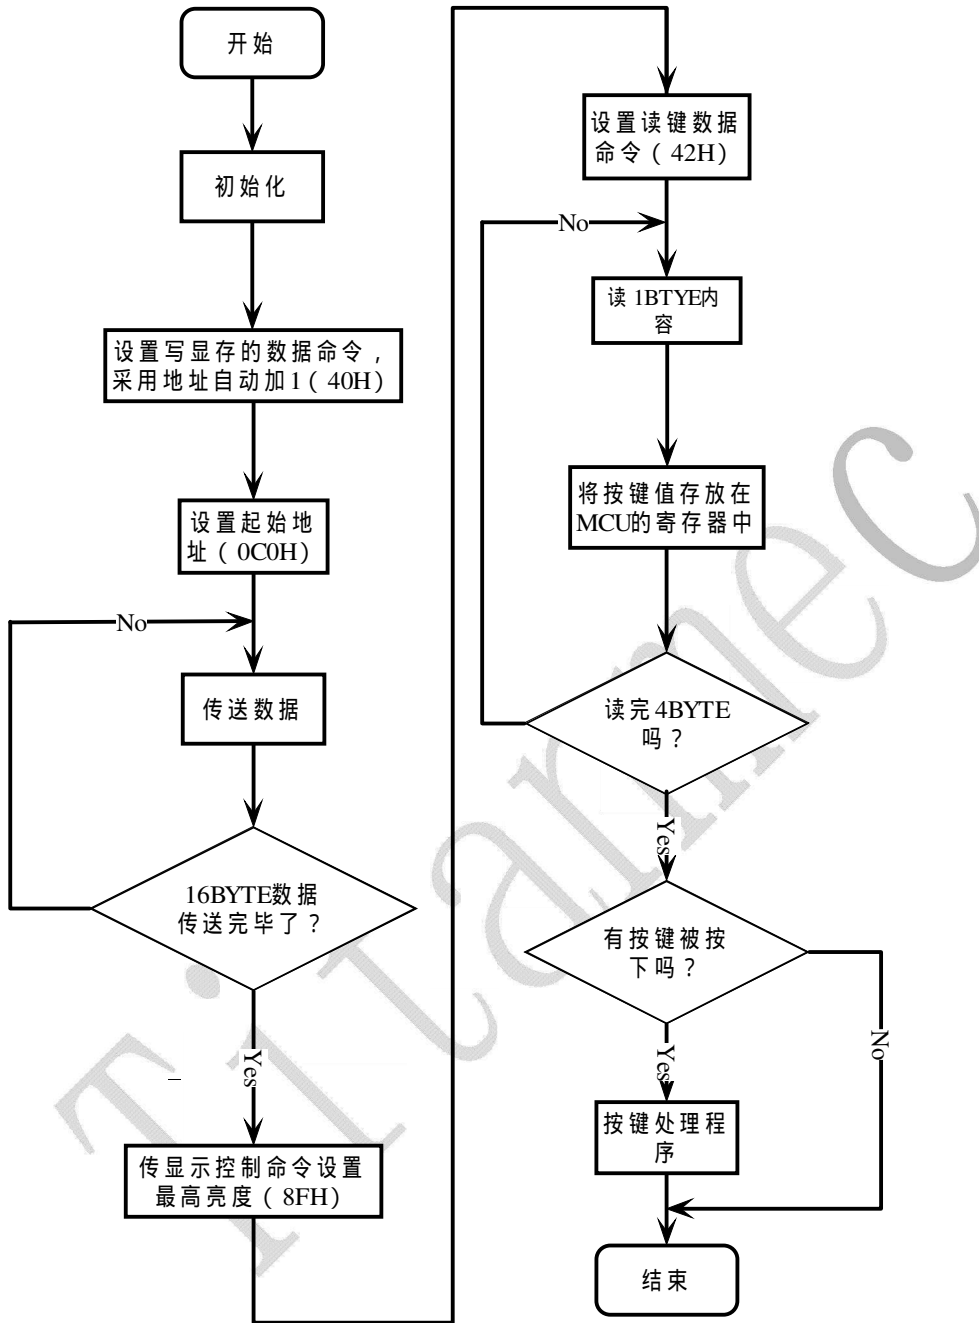 开始
初始化
设置写显存的数据命令，
采用地址自动加1（40H）
设置起始地
址（0C0H）
No
传送数据
16BYTE数据
传送完毕了？
Yes
传显示控制命令设置
最高亮度（8FH）
设置读键数据
命令（42H）
No
读1BTYE内
容
将按键值存放在
MCU的寄存器中
读完4BYTE
吗？
Yes
有按键被按
下吗？
No
Yes
按键处理程
序
结束
Titanmec